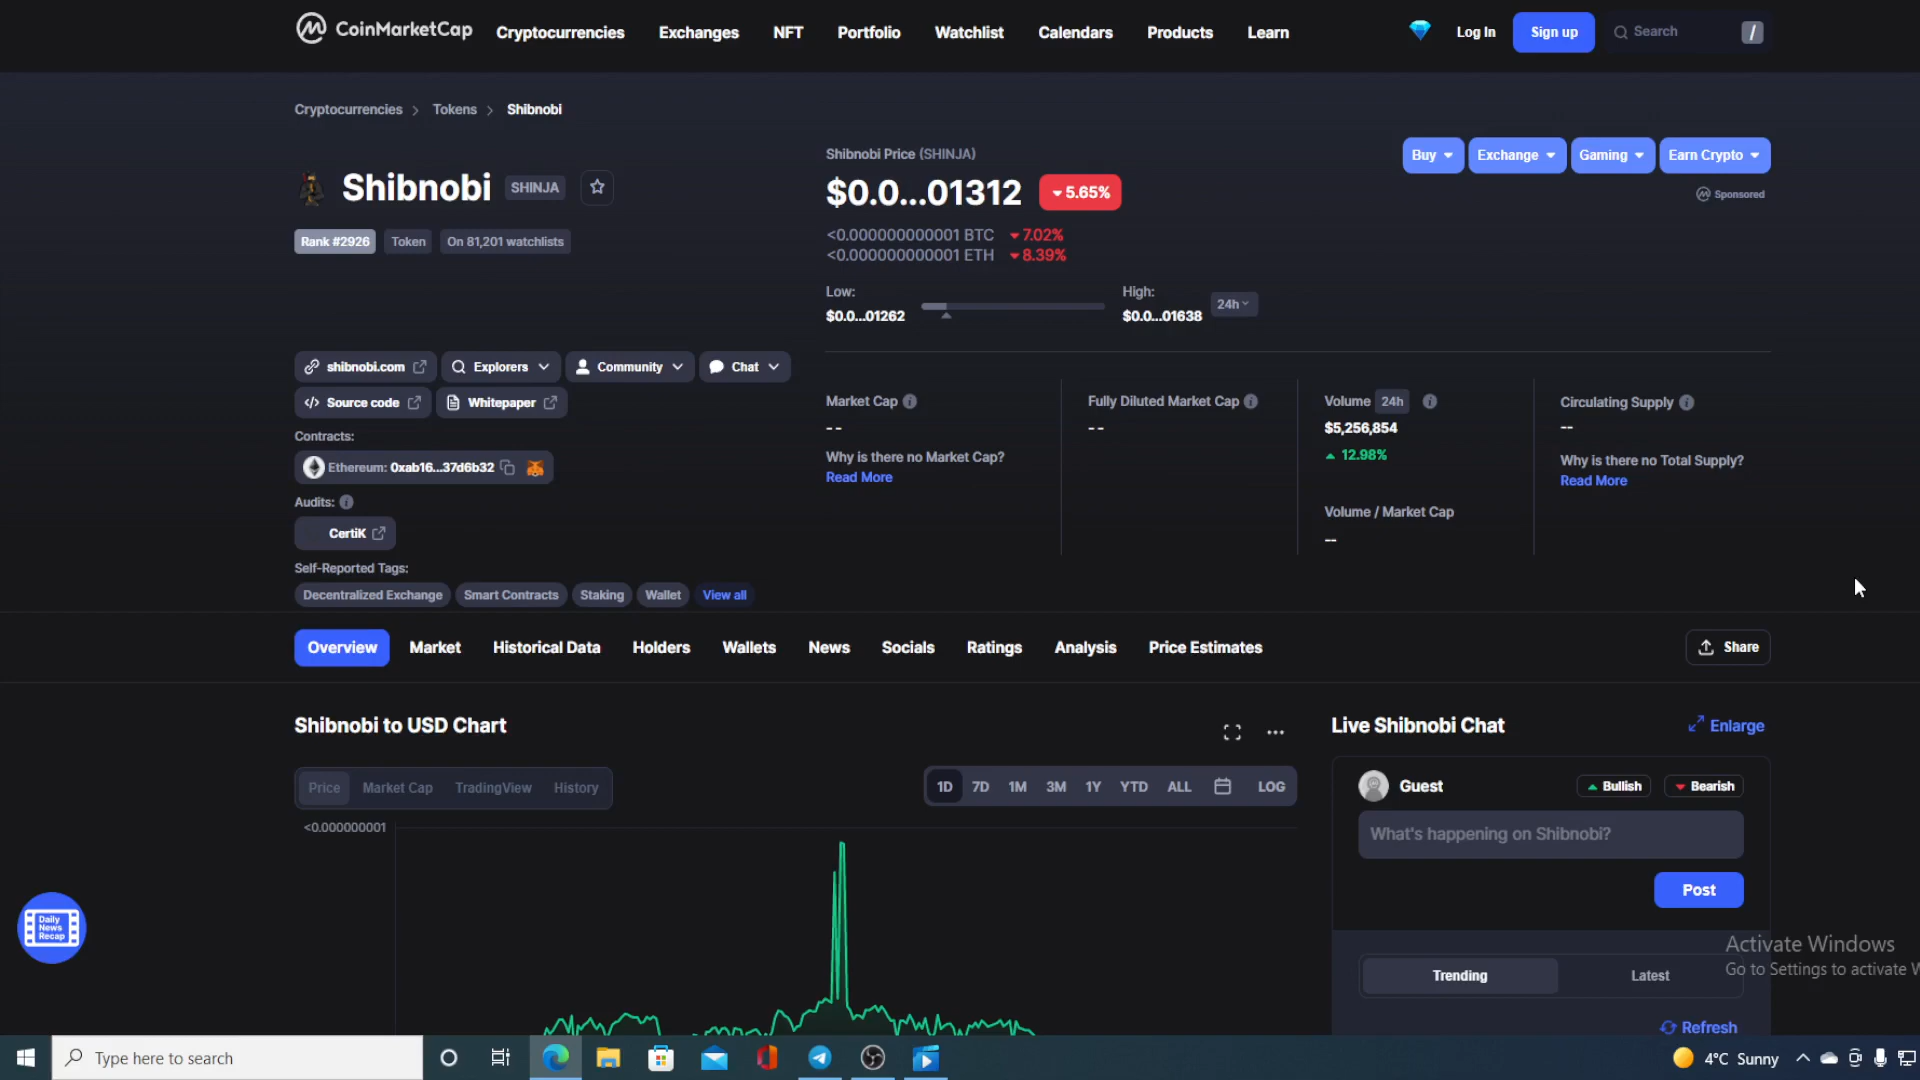 CoinMarketCap
Cryptocurrencies Exchanges NFT Portfolio Watchlist Calendars Products Learn
Log In Sign up Search /
Cryptocurrencies > Tokens > Shibnobi
Shibnobi SHINJA
Rank #2926 Token On 81,201 watchlists
Shibnobi Price (SHINJA)
$0.0...01312 5.65%
<0.000000000001 BTC 7.02%
<0.000000000001 ETH 8.39%
Low:
$0.0...01262
High:
$0.0...01638
24h
Buy Exchange Gaming Earn Crypto
Sponsored
shibnobi.com Explorers Community Chat
Source code Whitepaper
Contracts:
Ethereum: 0xab16...37d6b32
Audits:
CertiK
Self-Reported Tags:
Decentralized Exchange Smart Contracts Staking Wallet View all
Market Cap
- -
Why is there no Market Cap?
Read More
Fully Diluted Market Cap
- -
Volume 24h
$5,256,854
12.98%
Volume / Market Cap
--
Circulating Supply
--
Why is there no Total Supply?
Read More
Overview Market Historical Data Holders Wallets News Socials Ratings Analysis Price Estimates
Share
Shibnobi to USD Chart
Price Market Cap TradingView History
1D 7D 1M 3M 1Y YTD ALL LOG
<0.000000001
Live Shibnobi Chat
Enlarge
Guest
Bullish Bearish
What's happening on Shibnobi?
Post
Trending Latest
Refresh
Daily
News
Recap
Activate Windows
Go to Settings to activate W
Type here to search
4°C Sunny